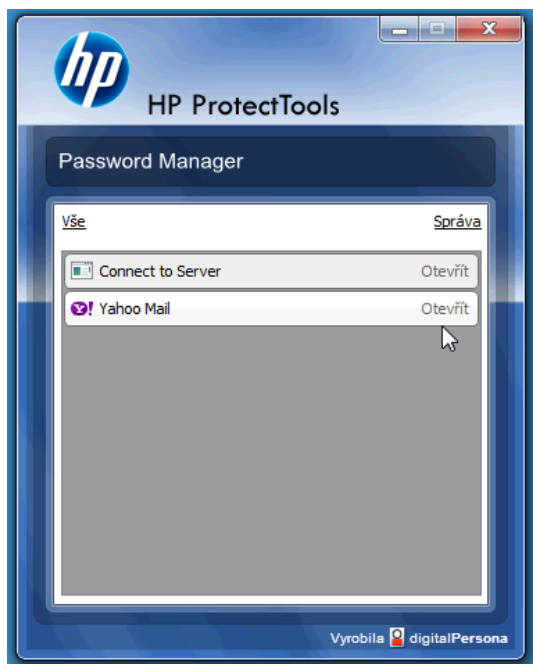 hp
HP ProtectTools
Password Manager
Vše Správa
Connect to Server Otevřít
Y! Yahoo Mail Otevřít
Vyrobila digitalPersona